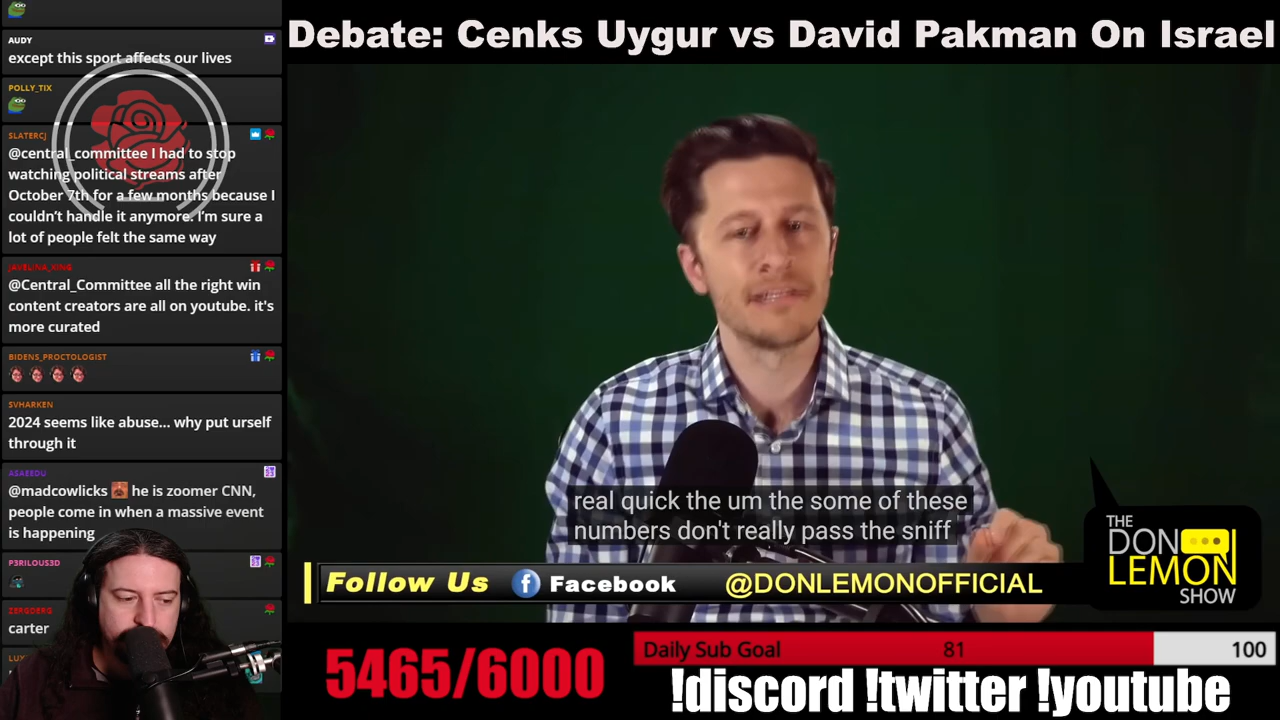 Debate: Cenks Uygur vs David Pakman On Israel
AUDY
except this sport affects our lives
POLLY_TIX
SLATERCJ
@central_committee I had to stop
watching political streams after
October 7th for a few months because I
couldn't handle it anymore. I'm sure a
lot of people felt the same way
JAVELINA_KING
@Central_Committee all the right win
content creators are all on youtube. it's
more curated
BIDENS_PROCTOLOGIST
SVHARKEN
2024 seems like abuse... why put urself
through it
ASAEEDU
@madcowlicks he is zoomer CNN,
people come in when a massive event
is happening
P3RILOUS3D
ZERGDERG
carter
LUX
real quick the um the some of these
numbers don't really pass the sniff
Follow Us Facebook @DONLEMONOFFICIAL
THE
DON
LEMON
SHOW
5465/6000
Daily Sub Goal 81 100
!discord !twitter !youtube